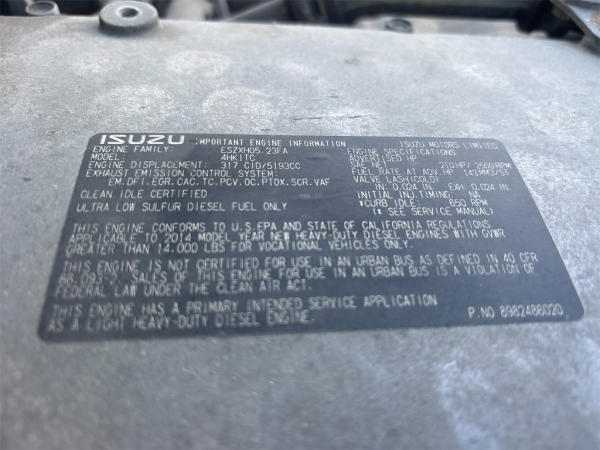 ISUZU IMPORTANT ENGINE INFORMATION ISUZU MOTORS LIMITED
ENGINE FAMILY: ESZXH05.23FA
MODEL: 4HK1TC
ENGINE DISPLACEMENT: 317 CID/5193CC
EXHAUST EMISSION CONTROL SYSTEM:
EM.DFI.EGR.CAC.TC.PCV.OC.PTOX.SCR.VAF
CLEAN IDLE CERTIFIED
ULTRA LOW SULFUR DIESEL FUEL ONLY
ENGINE SPECIFICATIONS
ADVERTISED HP
SAE NET 210HP/2500RPM
FUEL RATE AT ADV.HP 143MM3/ST
VALVE LASH(COLD)
IN: 0.024 IN EXH: 0.024 IN
INITIAL INJ.TIMING N/
*CURB IDLE: 650 RPM
(* SEE SERVICE MANUAL)
THIS ENGINE CONFORMS TO U.S.EPA AND STATE OF CALIFORNIA REGULATIONS
APPLICABLE TO 2014 MODEL YEAR NEW HEAVY-DUTY DIESEL ENGINES WITH GVWR
GREATER THAN 14,000 LBS FOR VOCATIONAL VEHICLES ONLY.
THIS ENGINE IS NOT CERTIFIED FOR USE IN AN URBAN BUS AS DEFINED IN 40 CFR
86.093-2. SALES OF THIS ENGINE FOR USE IN AN URBAN BUS IS A VIOLATION OF
FEDERAL LAW UNDER THE CLEAN AIR ACT.
THIS ENGINE HAS A PRIMARY INTENDED SERVICE APPLICATION
AS A LIGHT HEAVY-DUTY DIESEL ENGINE.
P.NO 8982486020